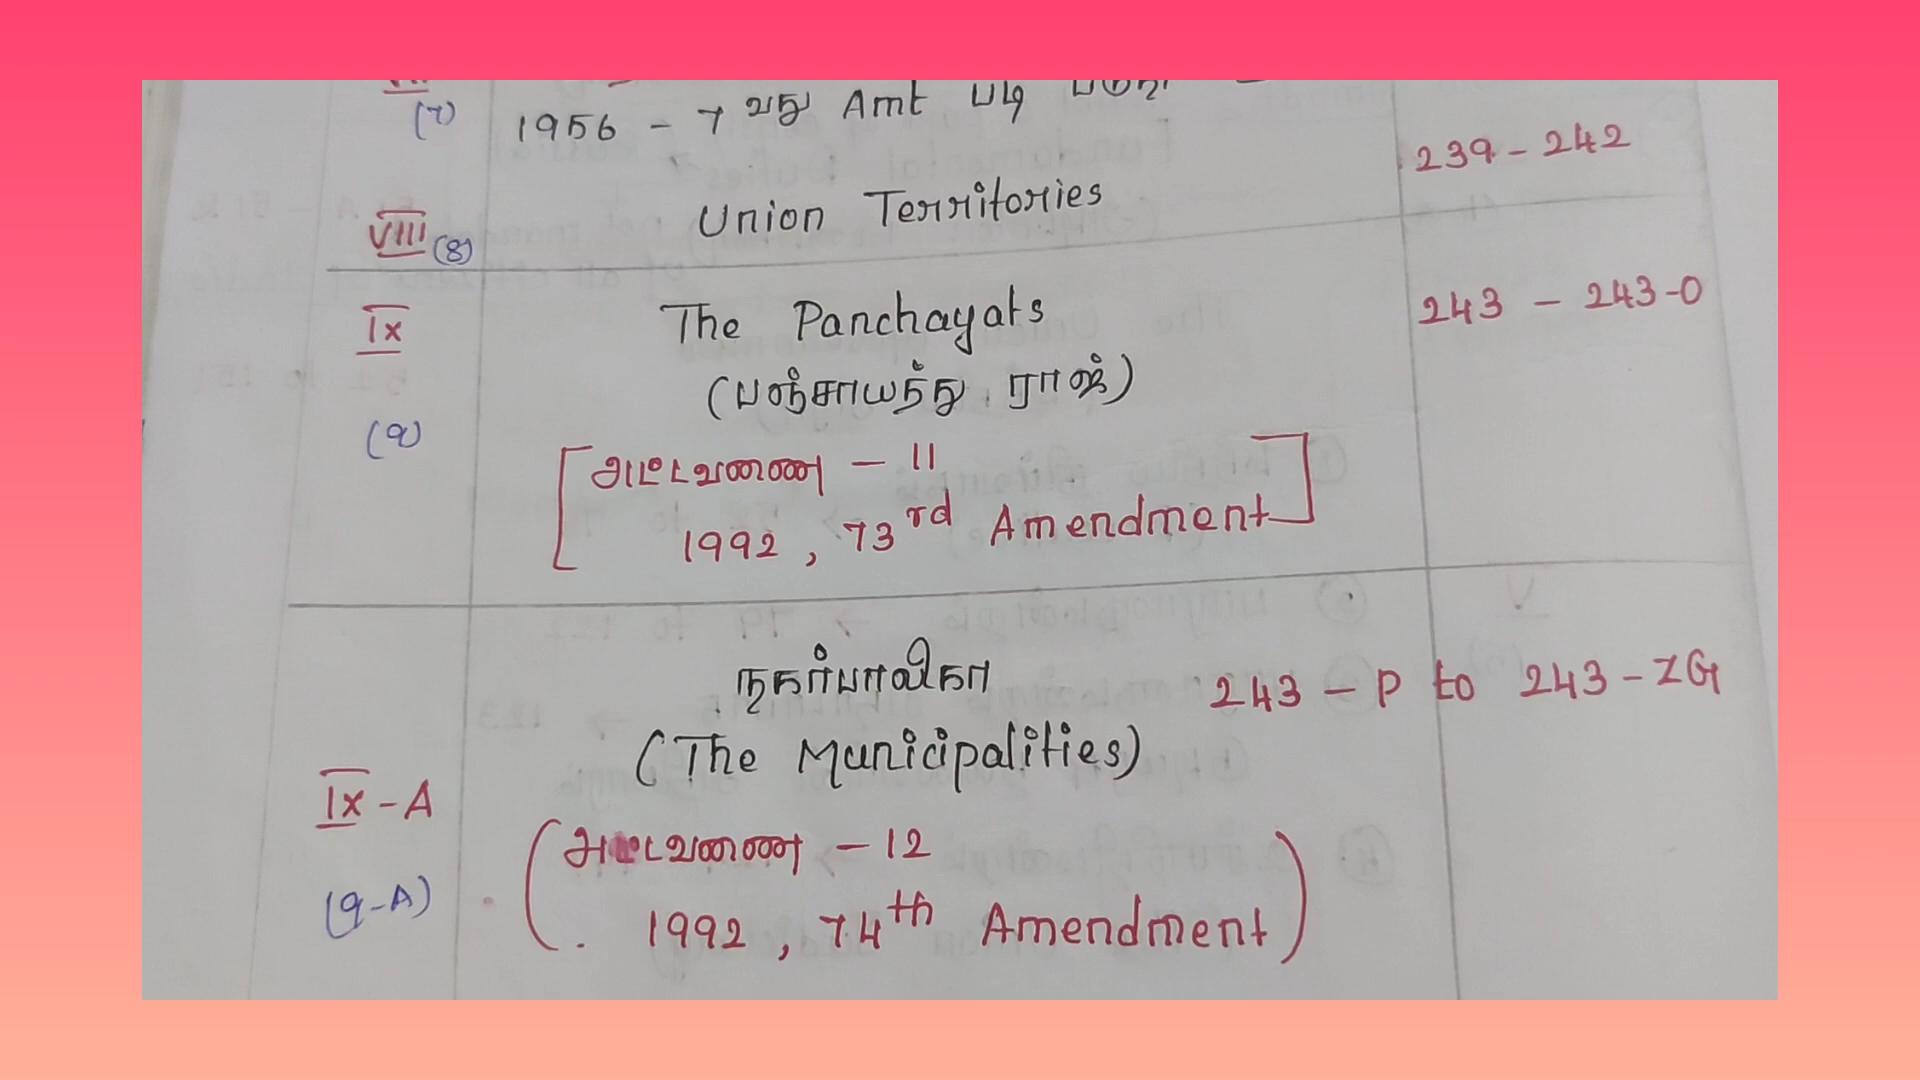 (7)
1956 - 7 வது Amt படி
239 - 242
VIII (8)
Union Territories
IX
The Panchayats
243 - 243-O
(பஞ்சாயத்து ராஜ்)
(9)
[அட்டவணை - 11
1992, 73rd Amendment]
நகர்பாலிகா
243 - P to 243 - ZG
(The Municipalities)
IX - A
(அட்டவணை - 12
(9-A)
1992, 74th Amendment)